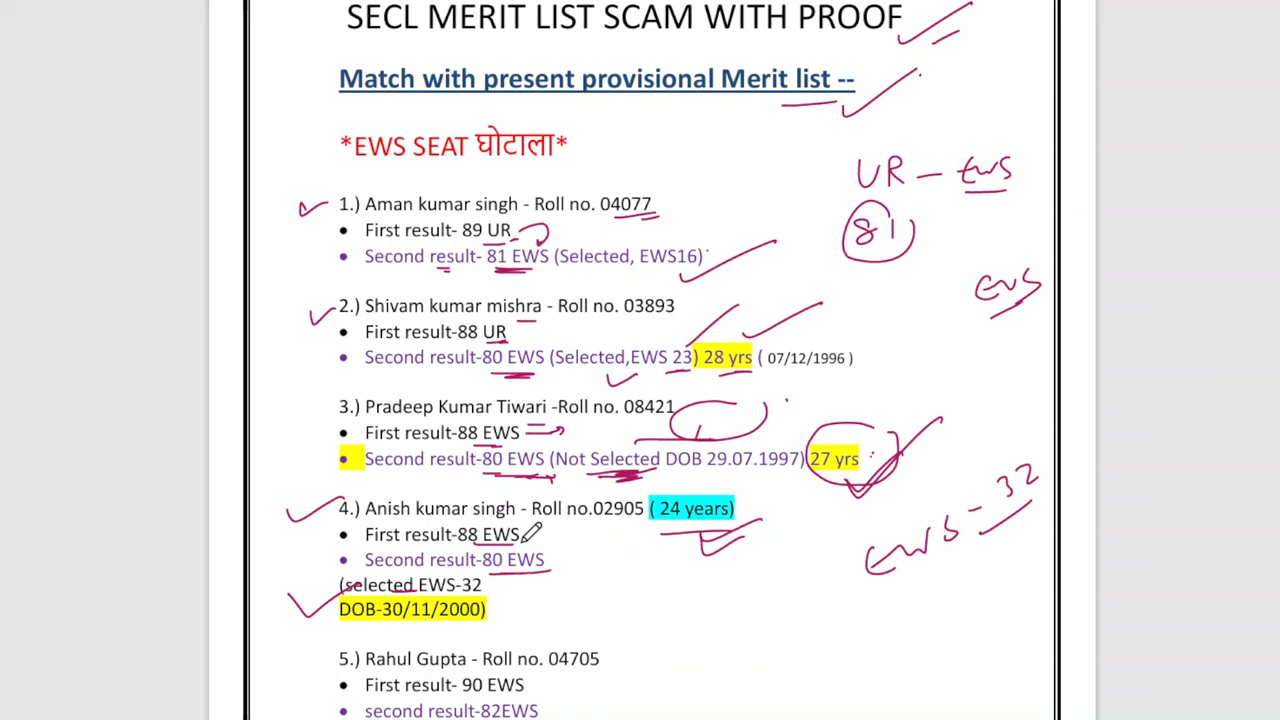 SECL MERIT LIST SCAM WITH PROOF
Match with present provisional Merit list --
*EWS SEAT घोटाला*
UR - EWS
81
EWS
1.) Aman kumar singh - Roll no. 04077
• First result- 89 UR
• Second result- 81 EWS (Selected, EWS16)
2.) Shivam kumar mishra - Roll no. 03893
• First result-88 UR
• Second result-80 EWS (Selected,EWS 23) 28 yrs ( 07/12/1996 )
3.) Pradeep Kumar Tiwari -Roll no. 08421
• First result-88 EWS
• Second result-80 EWS (Not Selected DOB 29.07.1997) 27 yrs
4.) Anish kumar singh - Roll no.02905 ( 24 years)
• First result-88 EWS
• Second result-80 EWS
(selected EWS-32
DOB-30/11/2000)
EWS-32
5.) Rahul Gupta - Roll no. 04705
• First result- 90 EWS
• second result-82EWS